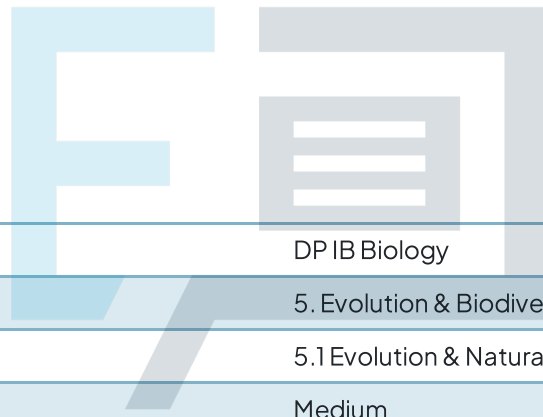 DP IB Biology
5. Evolution & Biodive
5.1 Evolution & Natura
Medium